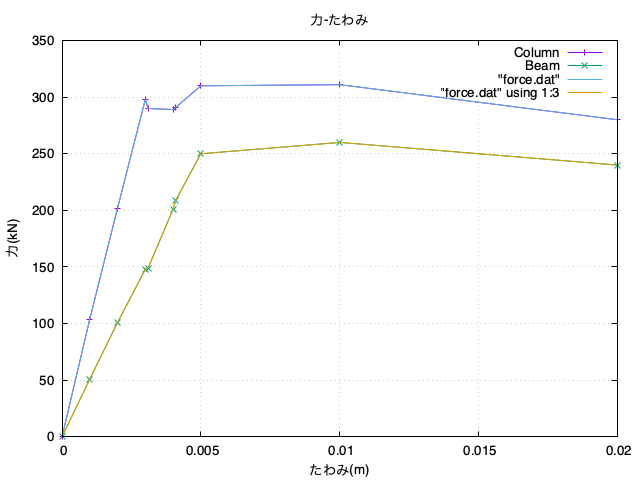 力-たわみ
350
300
250
200
150
100
50
0
力(kN)
Column
Beam
"force.dat"
"force.dat" using 1:3
0
0.005
0.01
0.015
0.02
たわみ(m)